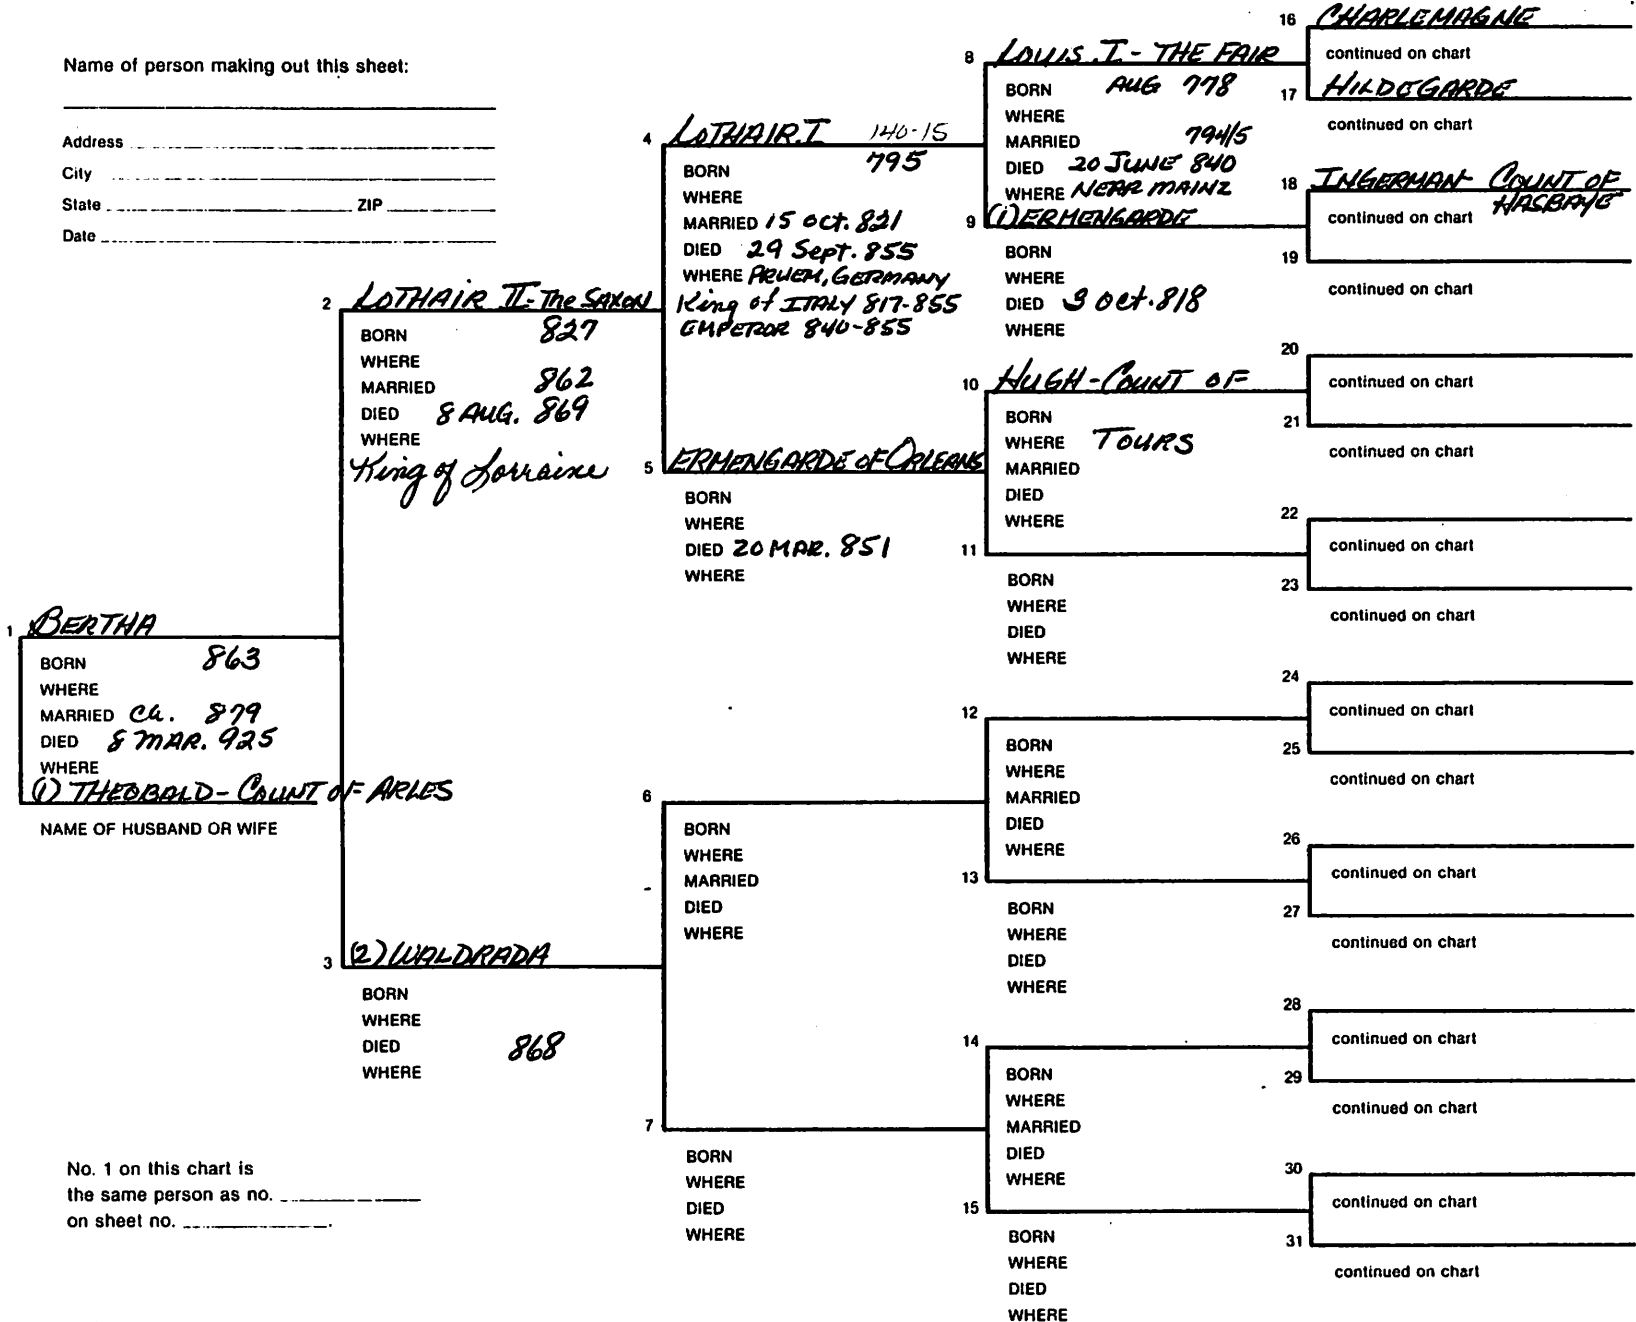 Name of person making out this sheet:
Address
City
State ZIP
Date
1 BERTHA
BORN 863
WHERE
MARRIED Ca. 879
DIED 8 MAR. 925
WHERE
(1) THEOBALD - COUNT OF ARLES
NAME OF HUSBAND OR WIFE
2 LOTHAIR II - The SAXON
BORN 827
WHERE
MARRIED 862
DIED 8 AUG. 869
WHERE
King of Lorraine
3 (2) WALDRADA
BORN
WHERE
DIED 868
WHERE
4 LOTHAIR I 140-15
BORN 795
WHERE
MARRIED 15 Oct. 821
DIED 29 Sept. 855
WHERE PRUEM, GERMANY
King of ITALY 817-855
EMPEROR 840-855
5 ERMENGARDE OF ORLEANS
BORN
WHERE
DIED 20 MAR. 851
WHERE
6
BORN
WHERE
MARRIED
DIED
WHERE
7
BORN
WHERE
DIED
WHERE
8 LOUIS I - THE FAIR
BORN AUG 778
WHERE
MARRIED 794/5
DIED 20 JUNE 840
WHERE NEAR MAINZ
9 (1) ERMENGARDE
BORN
WHERE
DIED 3 Oct. 818
WHERE
10 HUGH - COUNT OF
BORN
WHERE TOURS
MARRIED
DIED
WHERE
11
BORN
WHERE
DIED
WHERE
12
BORN
WHERE
MARRIED
DIED
WHERE
13
BORN
WHERE
DIED
WHERE
14
BORN
WHERE
MARRIED
DIED
WHERE
15
BORN
WHERE
DIED
WHERE
16 CHARLEMAGNE
continued on chart
17 HILDEGARDE
continued on chart
18 INGERMAN - COUNT OF
HASBAYE
continued on chart
19
continued on chart
20
continued on chart
21
continued on chart
22
continued on chart
23
continued on chart
24
continued on chart
25
continued on chart
26
continued on chart
27
continued on chart
28
continued on chart
29
continued on chart
30
continued on chart
31
continued on chart
No. 1 on this chart is
the same person as no.
on sheet no. .